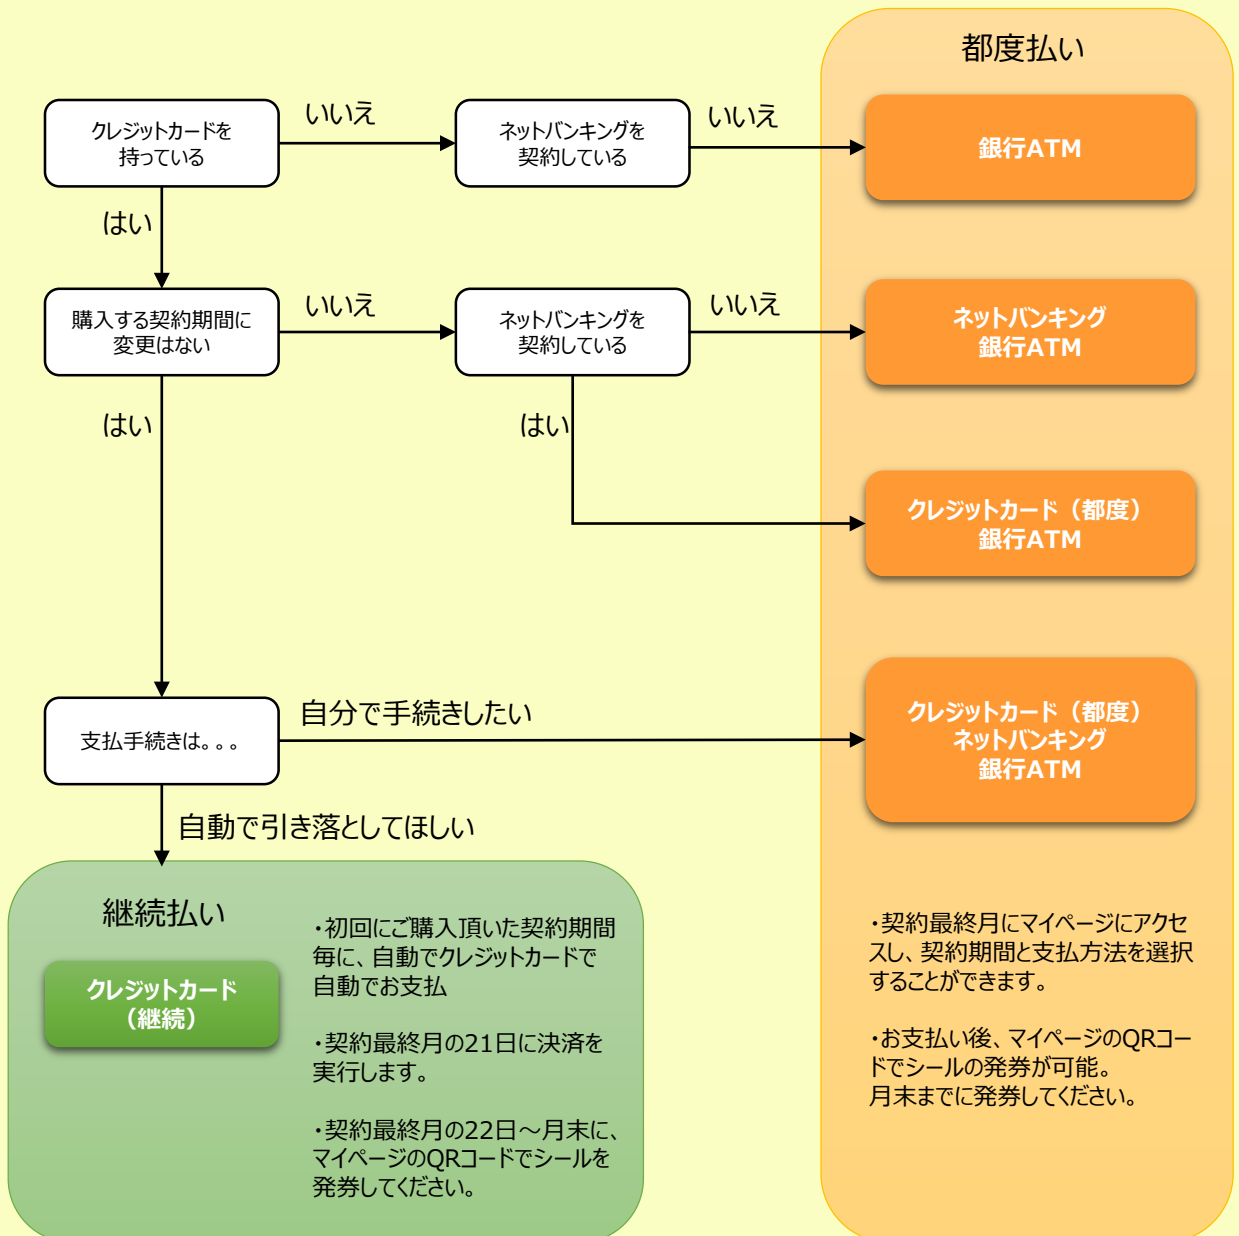 都度払い
クレジットカードを
持っている
いいえ
ネットバンキングを
契約している
いいえ
銀行ATM
はい
購入する契約期間に
変更はない
いいえ
ネットバンキングを
契約している
いいえ
ネットバンキング
銀行ATM
はい
はい
クレジットカード（都度）
銀行ATM
支払手続きは。。。
自分で手続きしたい
クレジットカード（都度）
ネットバンキング
銀行ATM
自動で引き落としてほしい
継続払い
クレジットカード
（継続）
・初回にご購入頂いた契約期間
毎に、自動でクレジットカードで
自動でお支払
・契約最終月の21日に決済を
実行します。
・契約最終月の22日～月末に、
マイページのQRコードでシールを
発券してください。
・契約最終月にマイページにアクセ
スし、契約期間と支払方法を選択
することができます。
・お支払い後、マイページのQRコー
ドでシールの発券が可能。
月末までに発券してください。